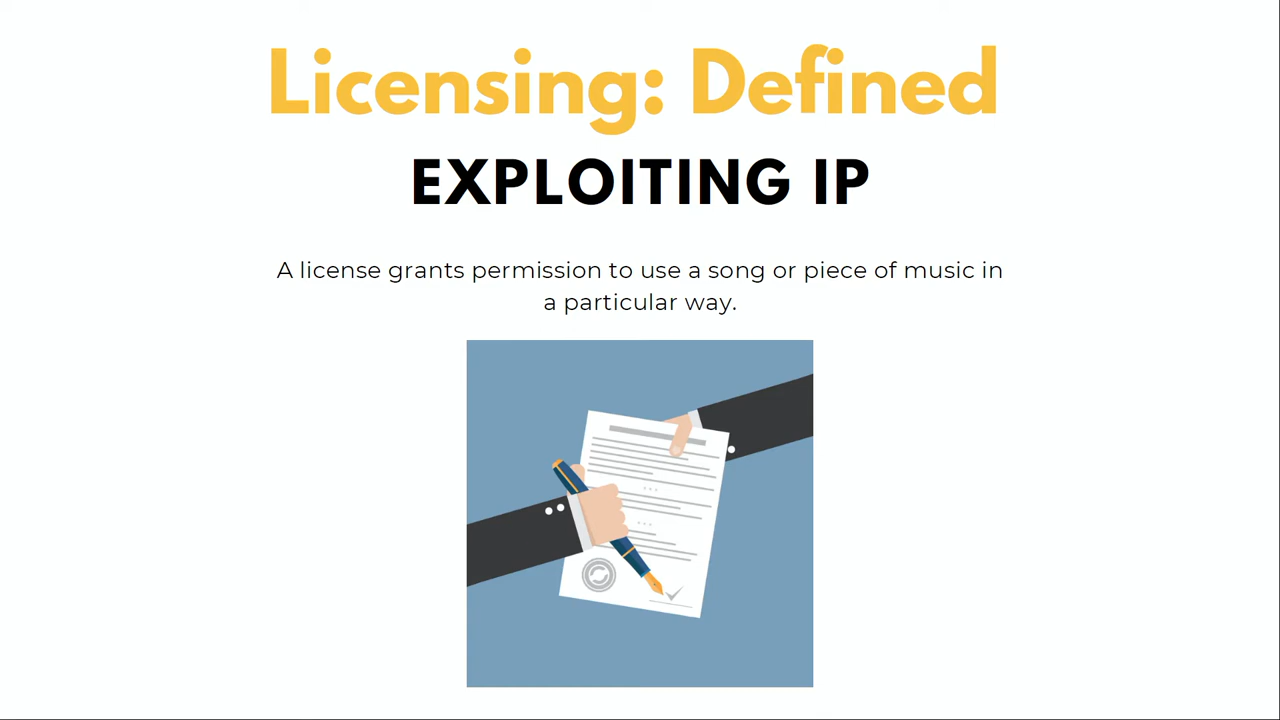 Licensing: Defined
EXPLOITING IP
A license grants permission to use a song or piece of music in
a particular way.